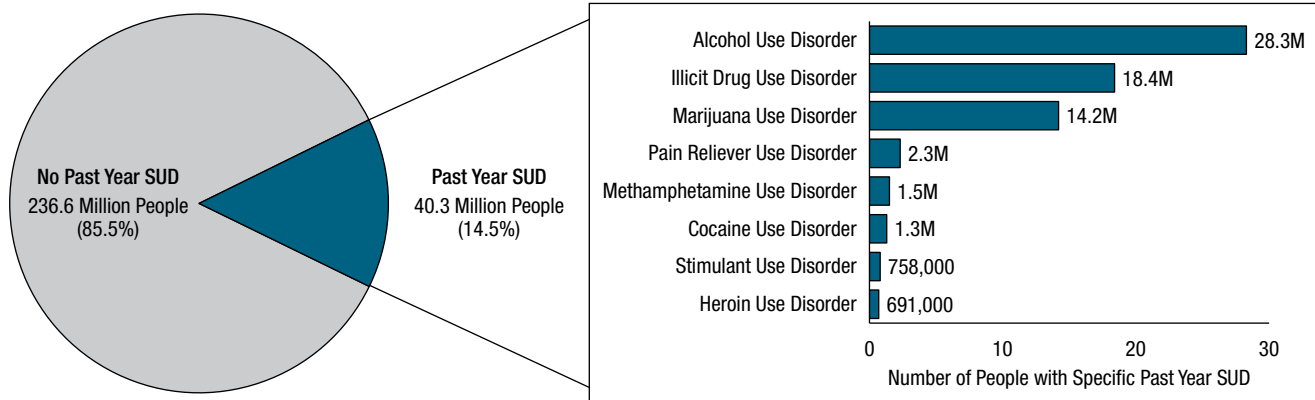 No Past Year SUD
236.6 Million People
(85.5%)
Past Year SUD
40.3 Million People
(14.5%)
Alcohol Use Disorder 28.3M
Illicit Drug Use Disorder 18.4M
Marijuana Use Disorder 14.2M
Pain Reliever Use Disorder 2.3M
Methamphetamine Use Disorder 1.5M
Cocaine Use Disorder 1.3M
Stimulant Use Disorder 758,000
Heroin Use Disorder 691,000
0 10 20 30
Number of People with Specific Past Year SUD